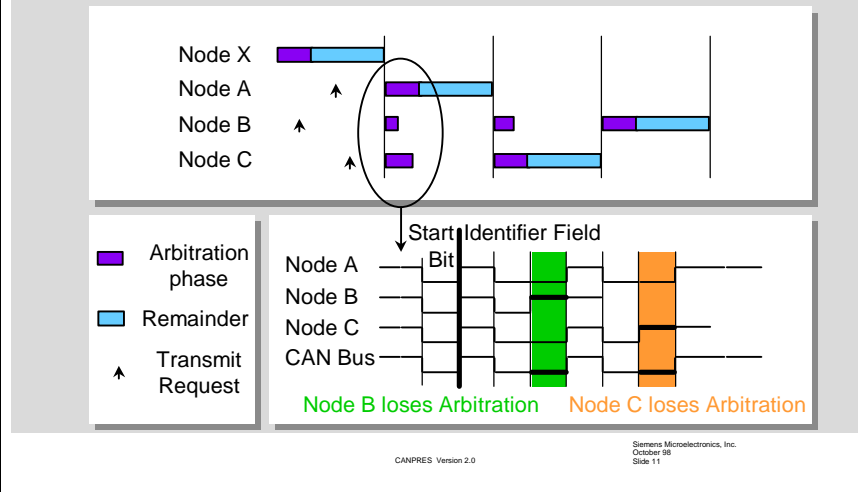 Node X
Node A
Node B
Node C
Arbitration
phase
Remainder
Transmit
Request
Start Identifier Field
Bit
Node A
Node B
Node C
CAN Bus
Node B loses Arbitration
Node C loses Arbitration
CANPRES Version 2.0
Siemens Microelectronics, Inc.
October 98
Slide 11